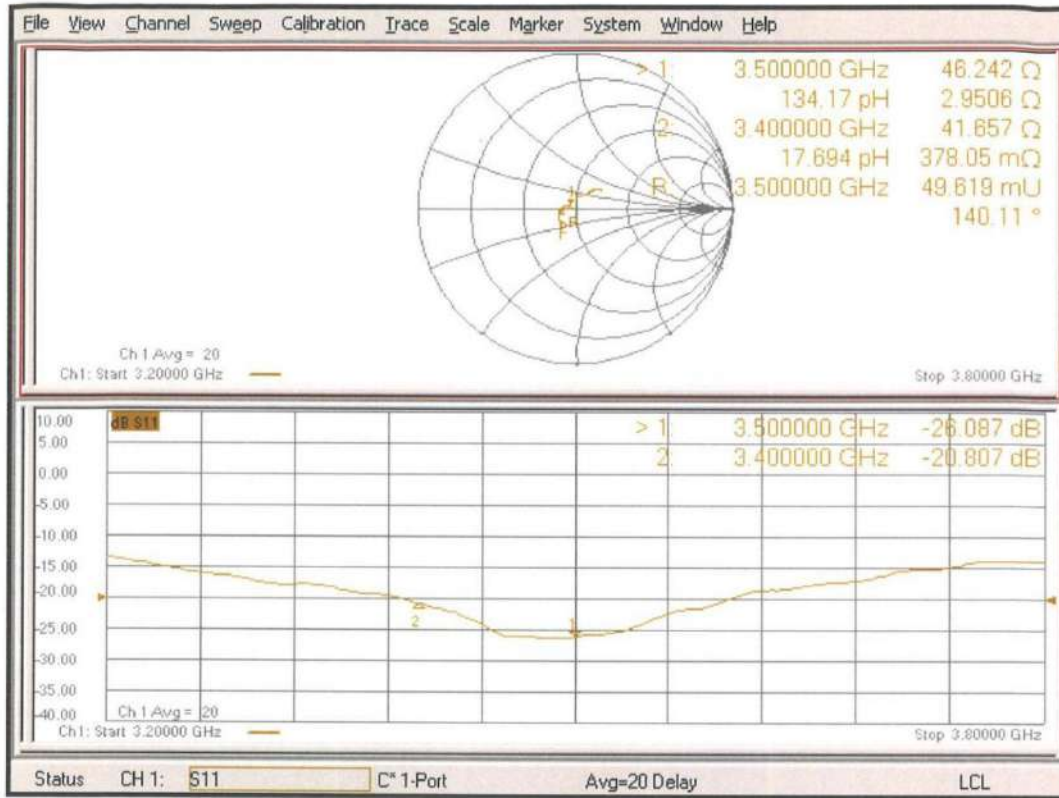 File View Channel Sweep Calibration Trace Scale Marker System Window Help
> 1: 3.500000 GHz 46.242 Ω
134.17 pH 2.9506 Ω
2: 3.400000 GHz 41.657 Ω
17.694 pH 378.05 mΩ
R: 3.500000 GHz 49.619 mU
140.11 °
1
R
Ch 1 Avg = 20
Ch1: Start 3.20000 GHz
Stop 3.80000 GHz
10.00 dB S11
> 1: 3.500000 GHz -26.087 dB
5.00
2: 3.400000 GHz -20.807 dB
0.00
-5.00
-10.00
-15.00
-20.00
2
1
-25.00
-30.00
-35.00
-40.00
Ch 1 Avg = 20
Ch1: Start 3.20000 GHz
Stop 3.80000 GHz
Status CH 1: S11 C* 1-Port Avg=20 Delay LCL